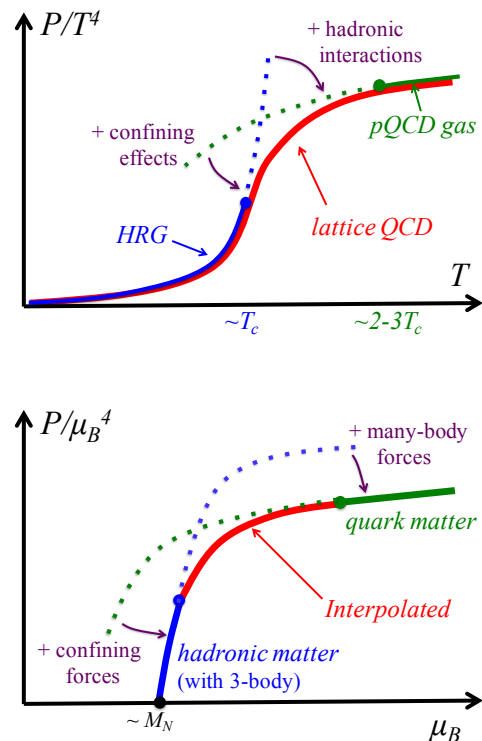 P/T⁴
+ hadronic
interactions
+ confining
effects
pQCD gas
HRG
lattice QCD
T
~T_c
~2-3T_c
P/μ_B⁴
+ many-body
forces
quark matter
Interpolated
+ confining
forces
hadronic matter
(with 3-body)
~ M_N
μ_B